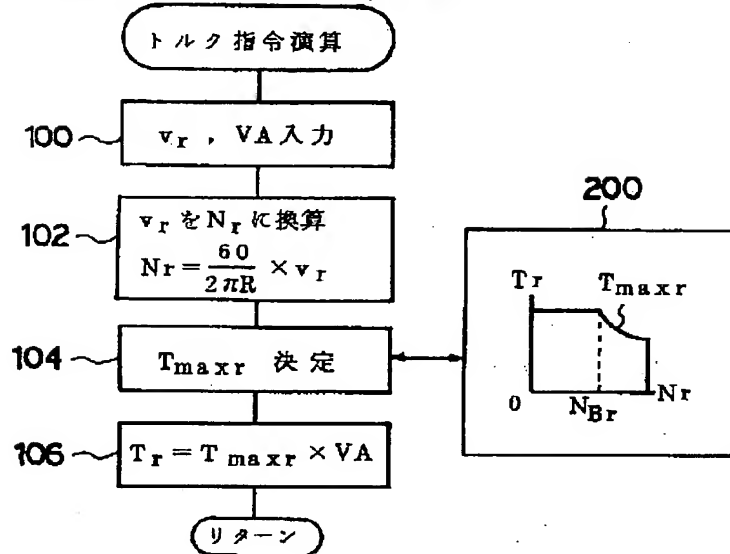 トルク指令演算
100
vr , VA入力
102
vrをNrに換算
Nr=60/2πR×vr
104
Tmaxr 決定
106
Tr=Tmaxr×VA
リターン
200
Tr
Tmaxr
0
NBr
Nr